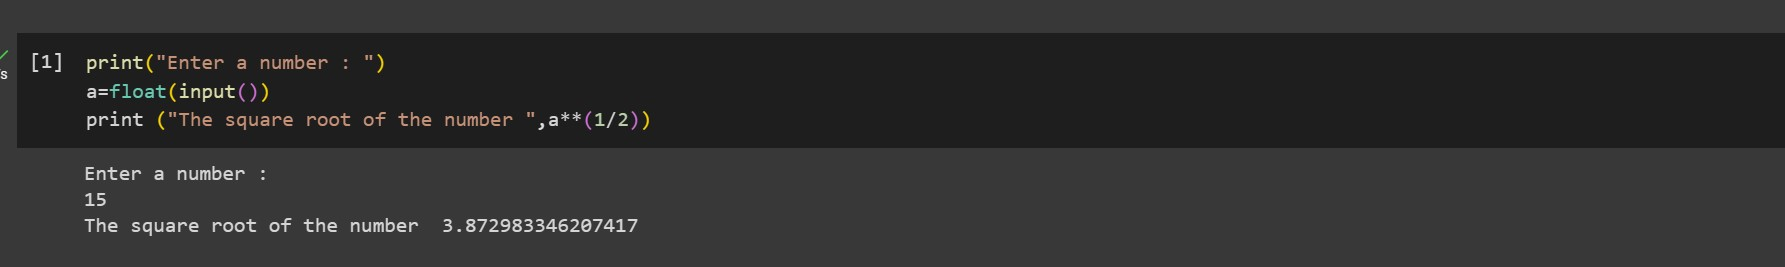 [1] print("Enter a number : ")
a=float(input())
print ("The square root of the number ",a**(1/2))
Enter a number :
15
The square root of the number  3.872983346207417